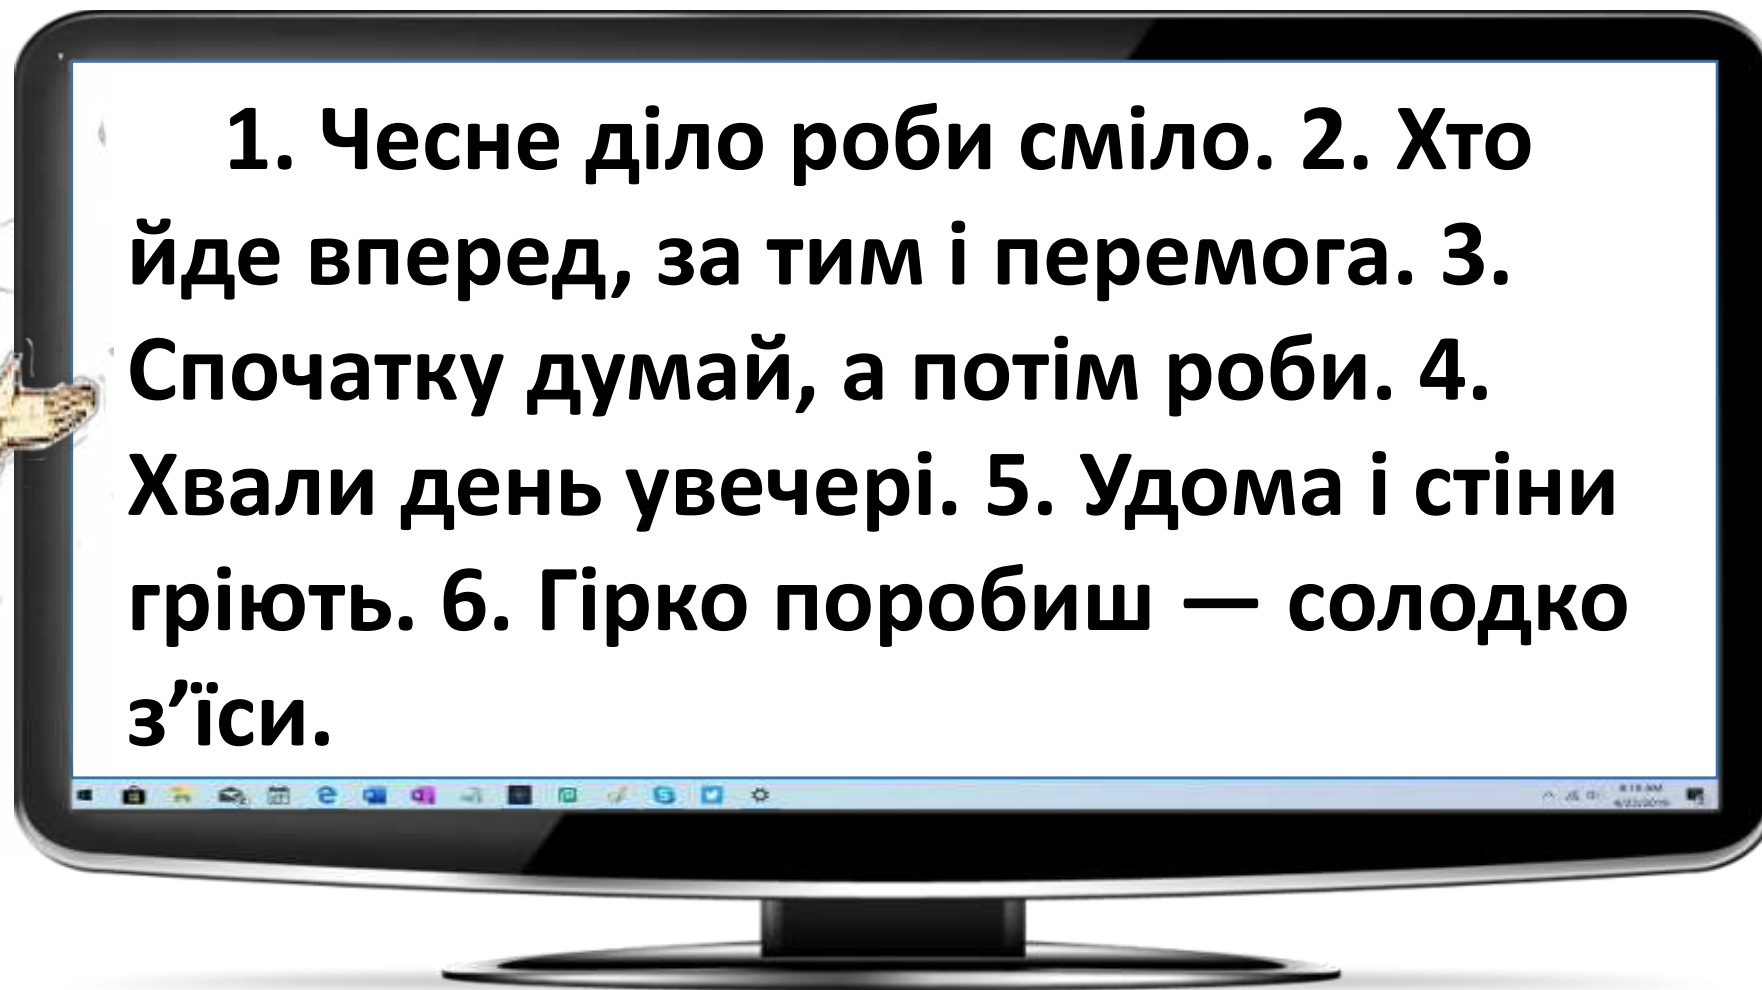 1. Чесне діло роби сміло. 2. Хто
йде вперед, за тим і перемога. 3.
Спочатку думай, а потім роби. 4.
Хвали день увечері. 5. Удома і стіни
гріють. 6. Гірко поробиш — солодко
з’їси.